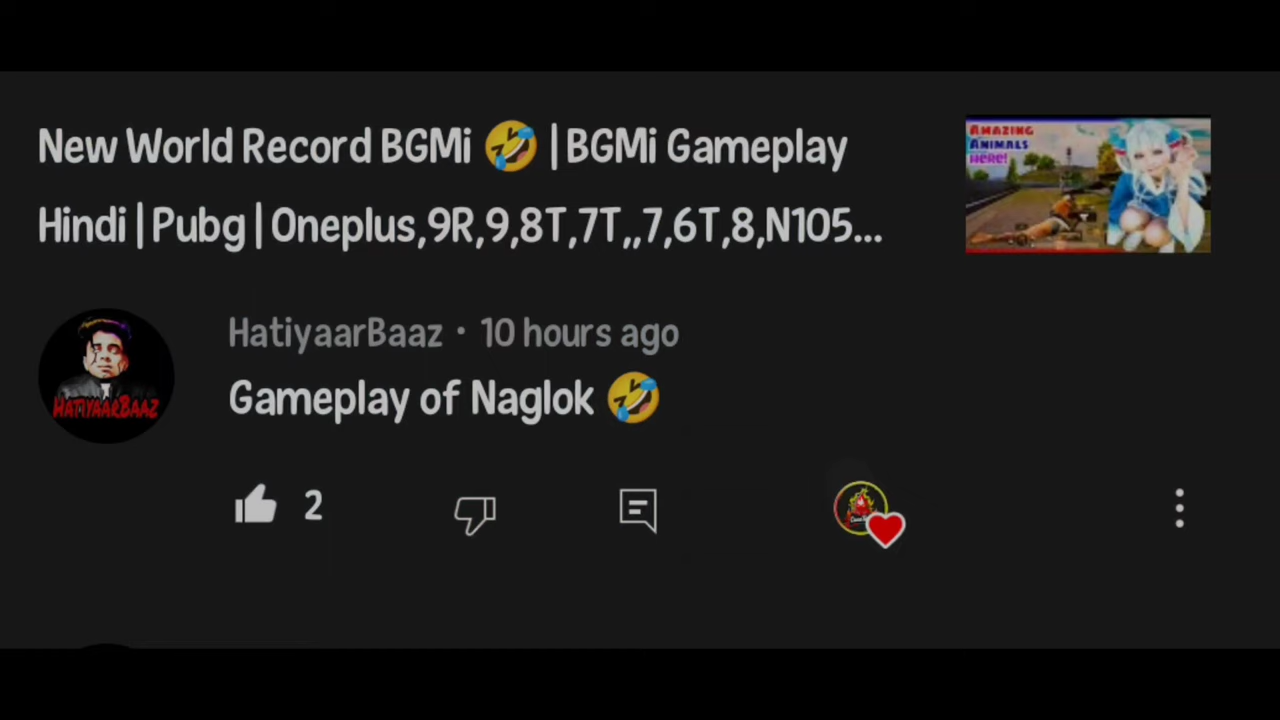 New World Record BGMi 🤣 | BGMi Gameplay
Hindi | Pubg | Oneplus,9R,9,8T,7T,,7,6T,8,N105...
AMAZING
ANIMALS
HERE!
HatiyaarBaaz · 10 hours ago
Gameplay of Naglok 🤣
HATIYAARBAAZ
2